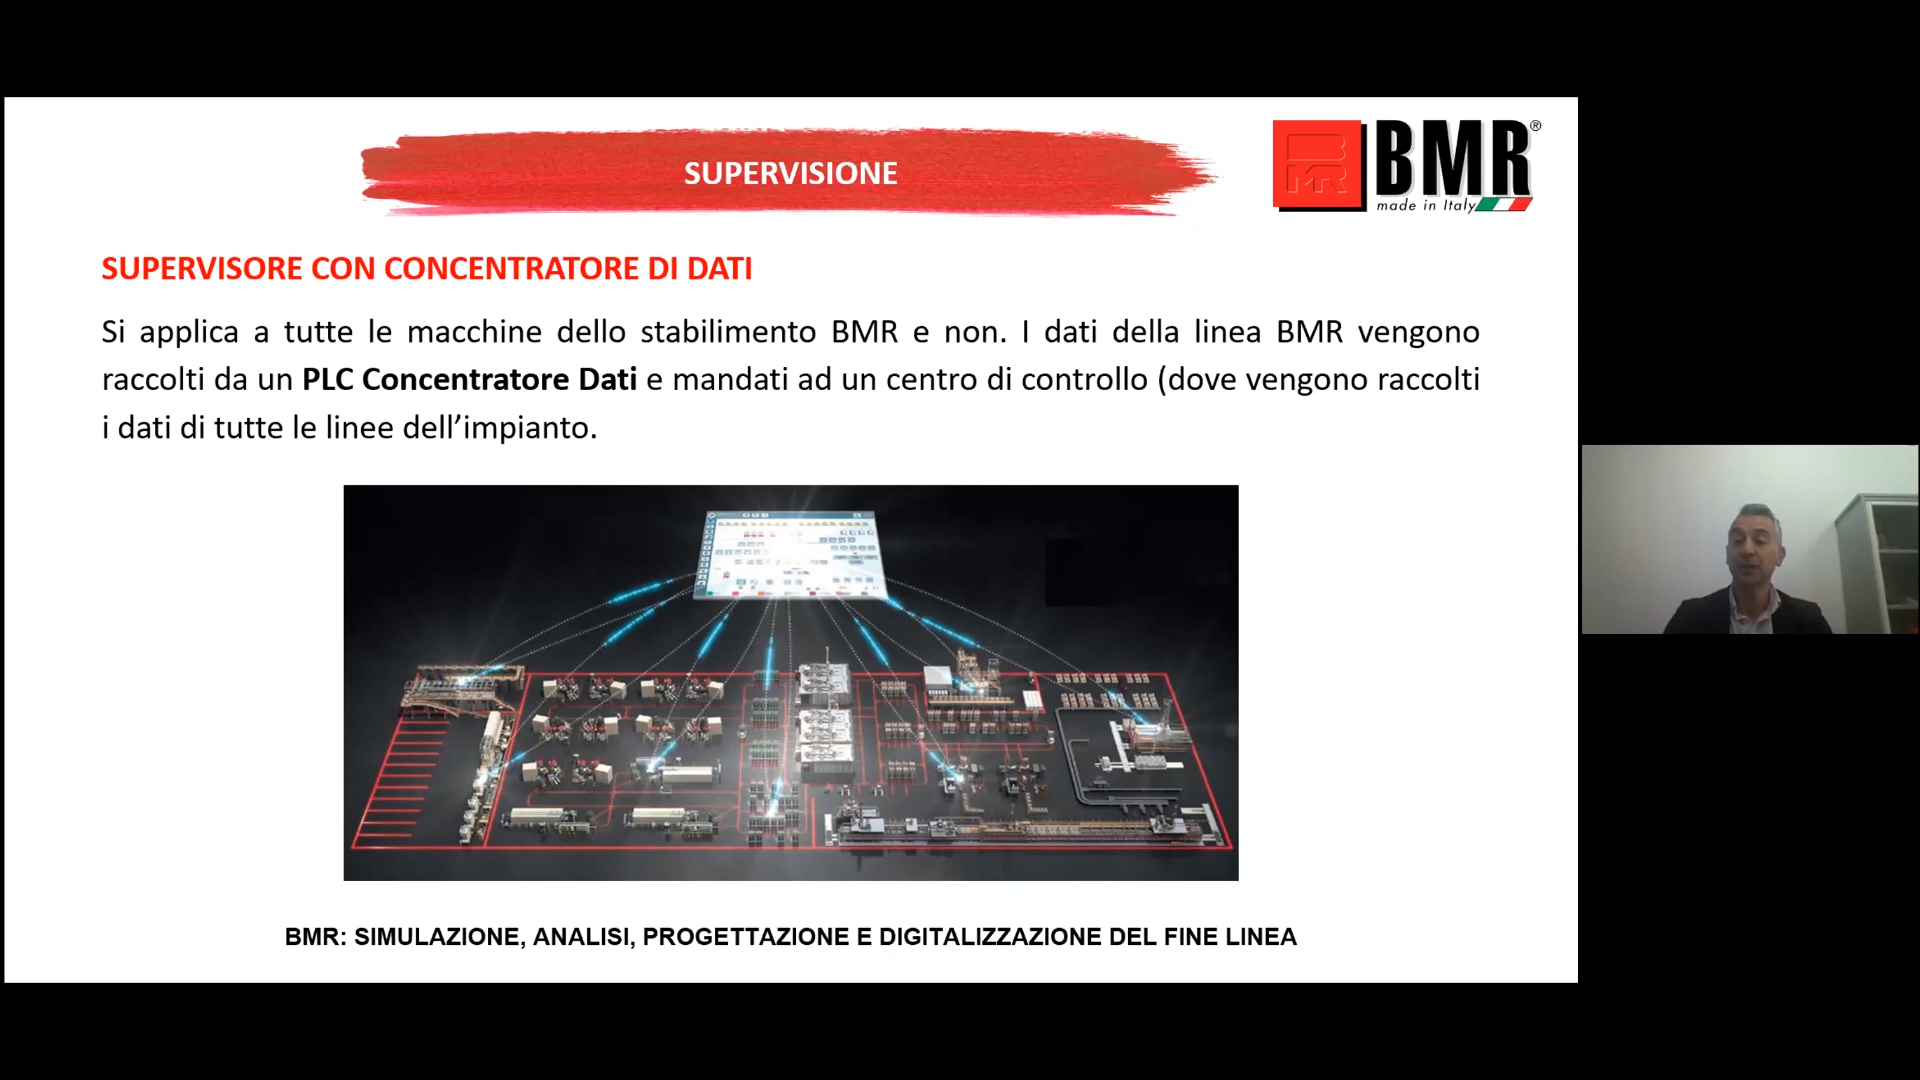 SUPERVISIONE
BMR®
made in Italy
SUPERVISORE CON CONCENTRATORE DI DATI
Si applica a tutte le macchine dello stabilimento BMR e non. I dati della linea BMR vengono
raccolti da un PLC Concentratore Dati e mandati ad un centro di controllo (dove vengono raccolti
i dati di tutte le linee dell’impianto.
BMR: SIMULAZIONE, ANALISI, PROGETTAZIONE E DIGITALIZZAZIONE DEL FINE LINEA